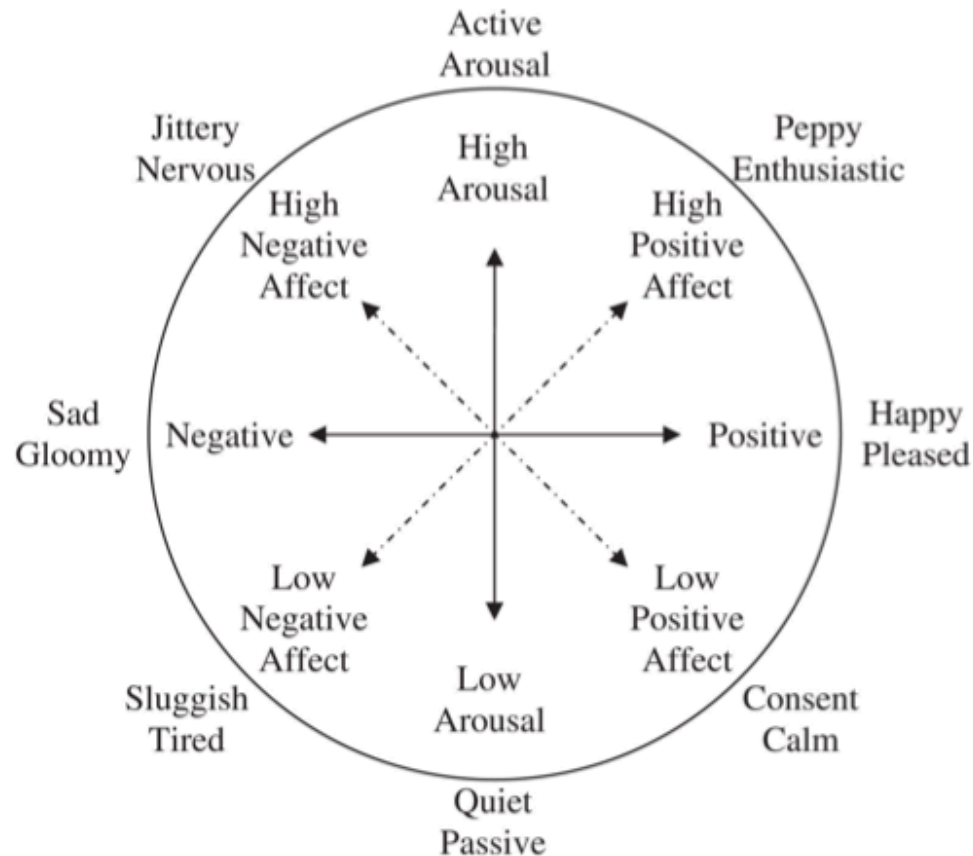 Active
Arousal
Jittery
Nervous
Peppy
Enthusiastic
High
Arousal
High
Negative
Affect
High
Positive
Affect
Sad
Gloomy
Negative
Positive
Happy
Pleased
Low
Negative
Affect
Low
Positive
Affect
Low
Arousal
Sluggish
Tired
Consent
Calm
Quiet
Passive